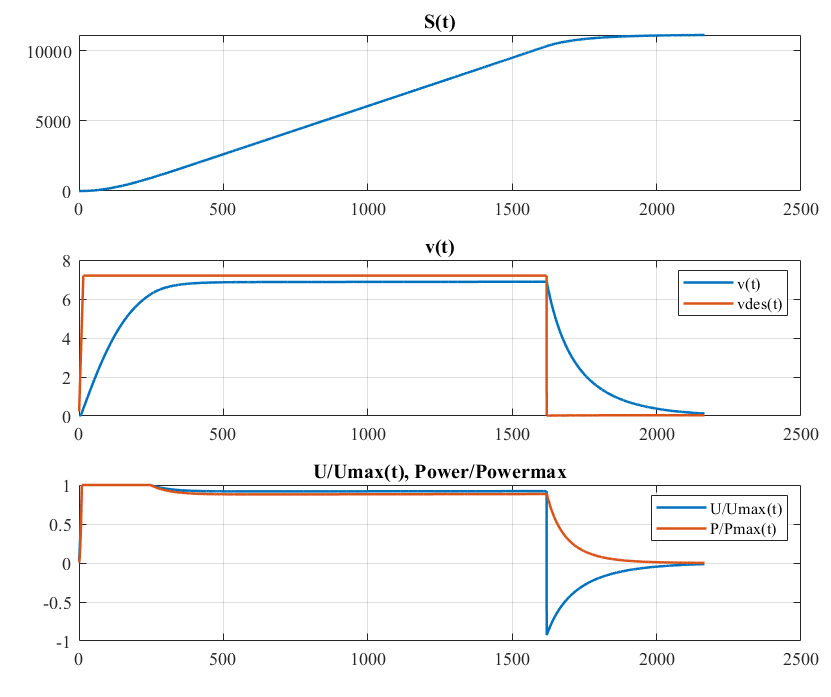 S(t)
10000
5000
0
0 500 1000 1500 2000 2500
v(t)
8
6
4
2
0
v(t)
vdes(t)
0 500 1000 1500 2000 2500
U/Umax(t), Power/Powermax
1
0.5
0
-0.5
-1
U/Umax(t)
P/Pmax(t)
0 500 1000 1500 2000 2500